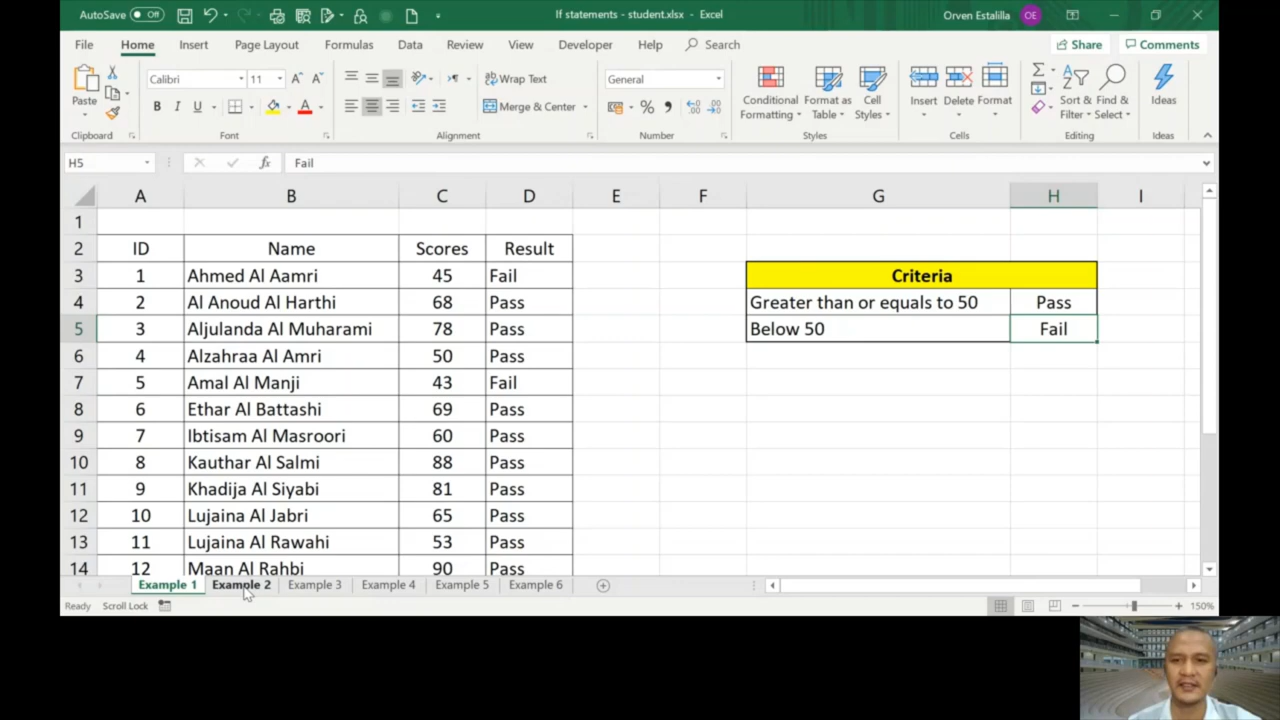 AutoSave Off
If statements - student.xlsx - Excel
Orven Estalilla OE
File Home Insert Page Layout Formulas Data Review View Developer Help Search Share Comments
Paste
Calibri 11
B I U
Wrap Text
Merge & Center
General
Conditional Formatting
Format as Table
Cell Styles
Insert Delete Format
Sort & Filter
Find & Select
Ideas
Clipboard Font Alignment Number Styles Cells Editing Ideas
H5 fx Fail
A B C D E F G H I
1
2 ID Name Scores Result
3 1 Ahmed Al Aamri 45 Fail Criteria
4 2 Al Anoud Al Harthi 68 Pass Greater than or equals to 50 Pass
5 3 Aljulanda Al Muharami 78 Pass Below 50 Fail
6 4 Alzahraa Al Amri 50 Pass
7 5 Amal Al Manji 43 Fail
8 6 Ethar Al Battashi 69 Pass
9 7 Ibtisam Al Masroori 60 Pass
10 8 Kauthar Al Salmi 88 Pass
11 9 Khadija Al Siyabi 81 Pass
12 10 Lujaina Al Jabri 65 Pass
13 11 Lujaina Al Rawahi 53 Pass
14 12 Maan Al Rahbi 90 Pass
Example 1 Example 2 Example 3 Example 4 Example 5 Example 6
Ready Scroll Lock 150%